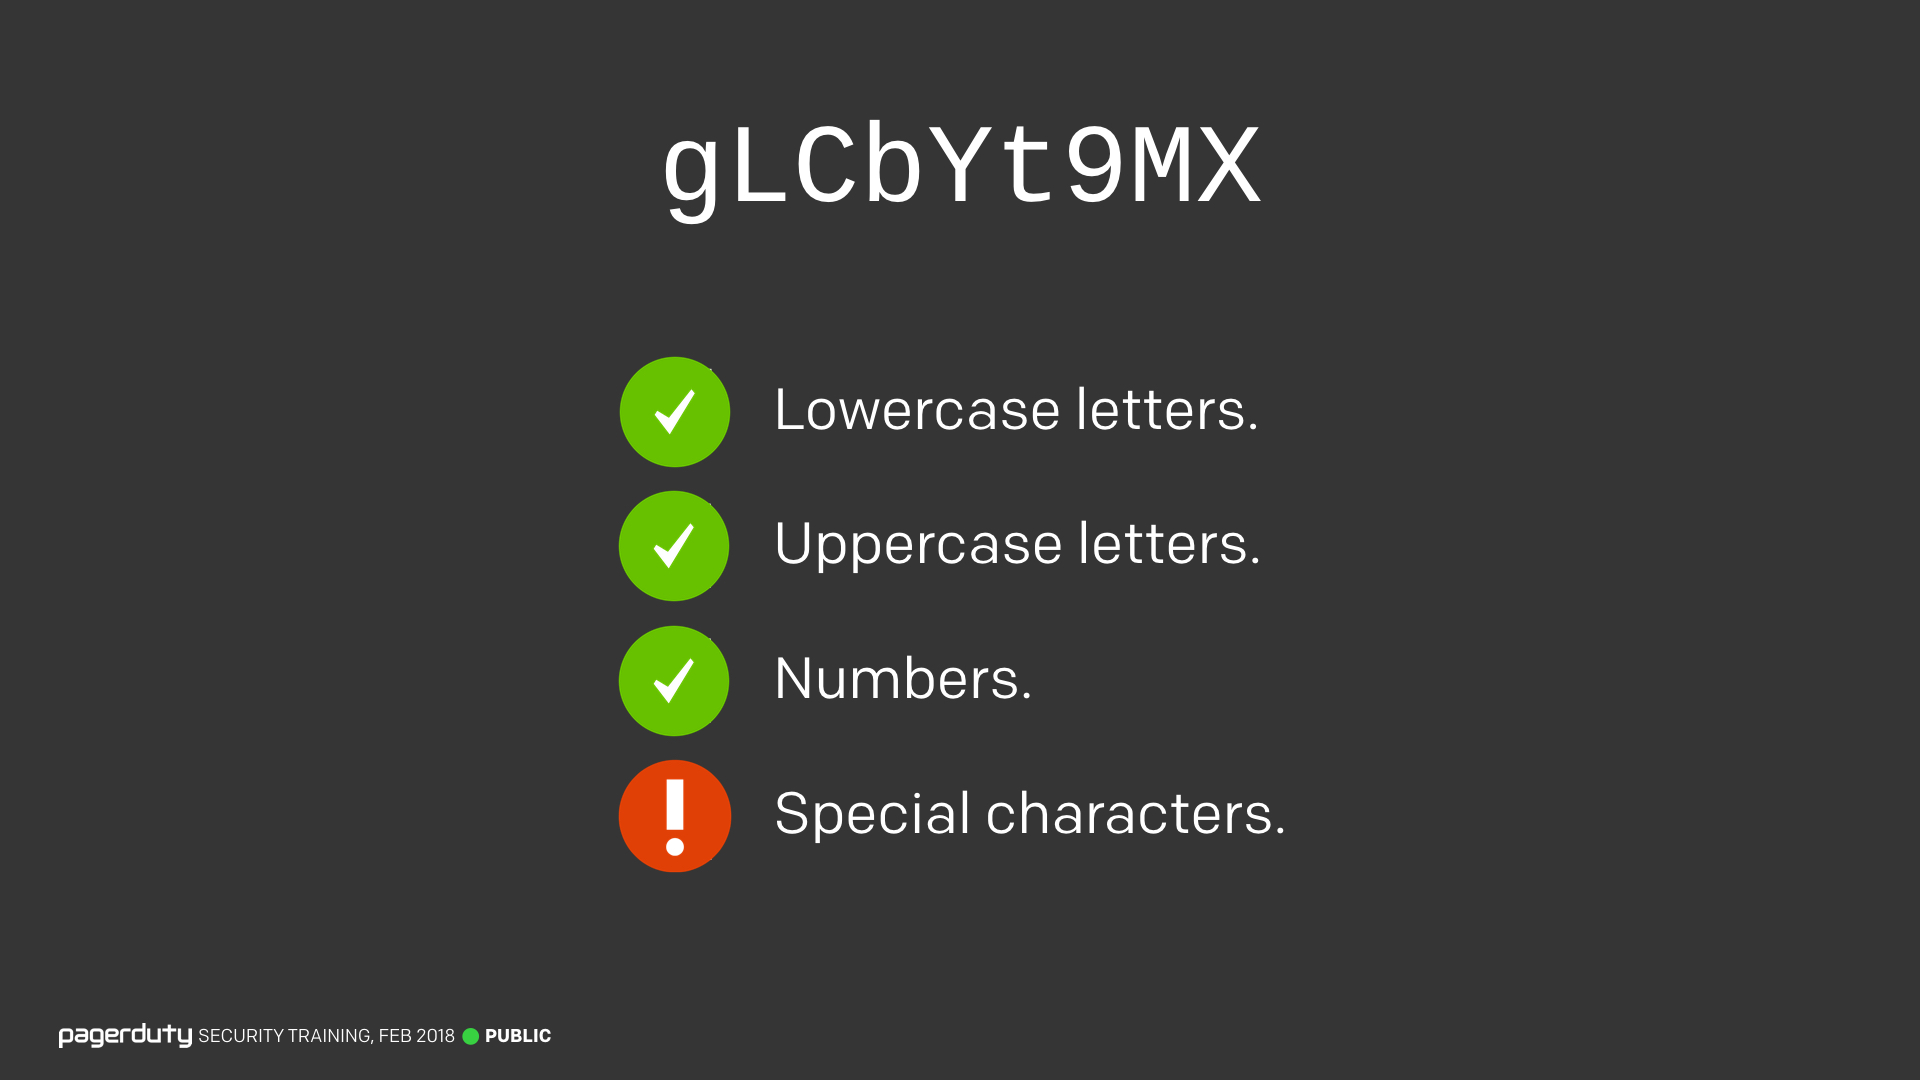 gLCbYt9MX
Lowercase letters.
Uppercase letters.
Numbers.
Special characters.
pagerduty SECURITY TRAINING, FEB 2018 PUBLIC